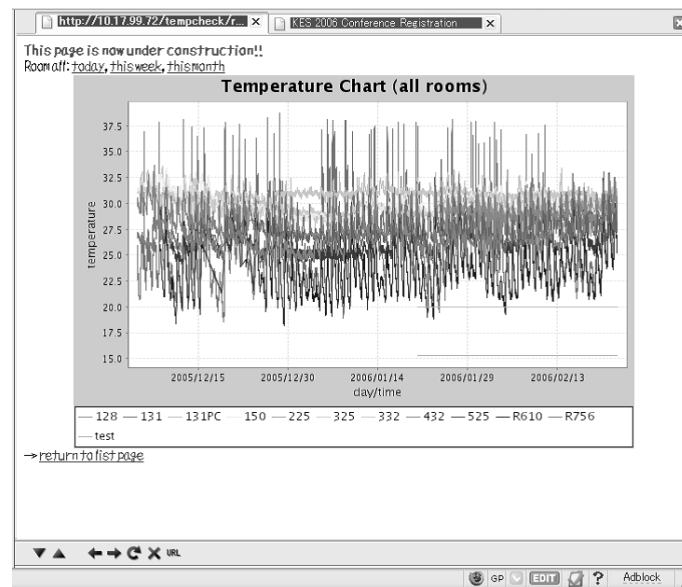 http://10.17.99.72/tempcheck/r... × KES 2006 Conference Registration ×
This page is now under construction!!
Room all: today, this week, this month
Temperature Chart (all rooms)
37.5
35.0
32.5
30.0
27.5
25.0
22.5
20.0
17.5
15.0
temperature
2005/12/15 2005/12/30 2006/01/14 2006/01/29 2006/02/13
day/time
128 131 131PC 150 225 325 332 432 525 R610 R756
test
→return to list page
URL
GP EDIT ? Adblock